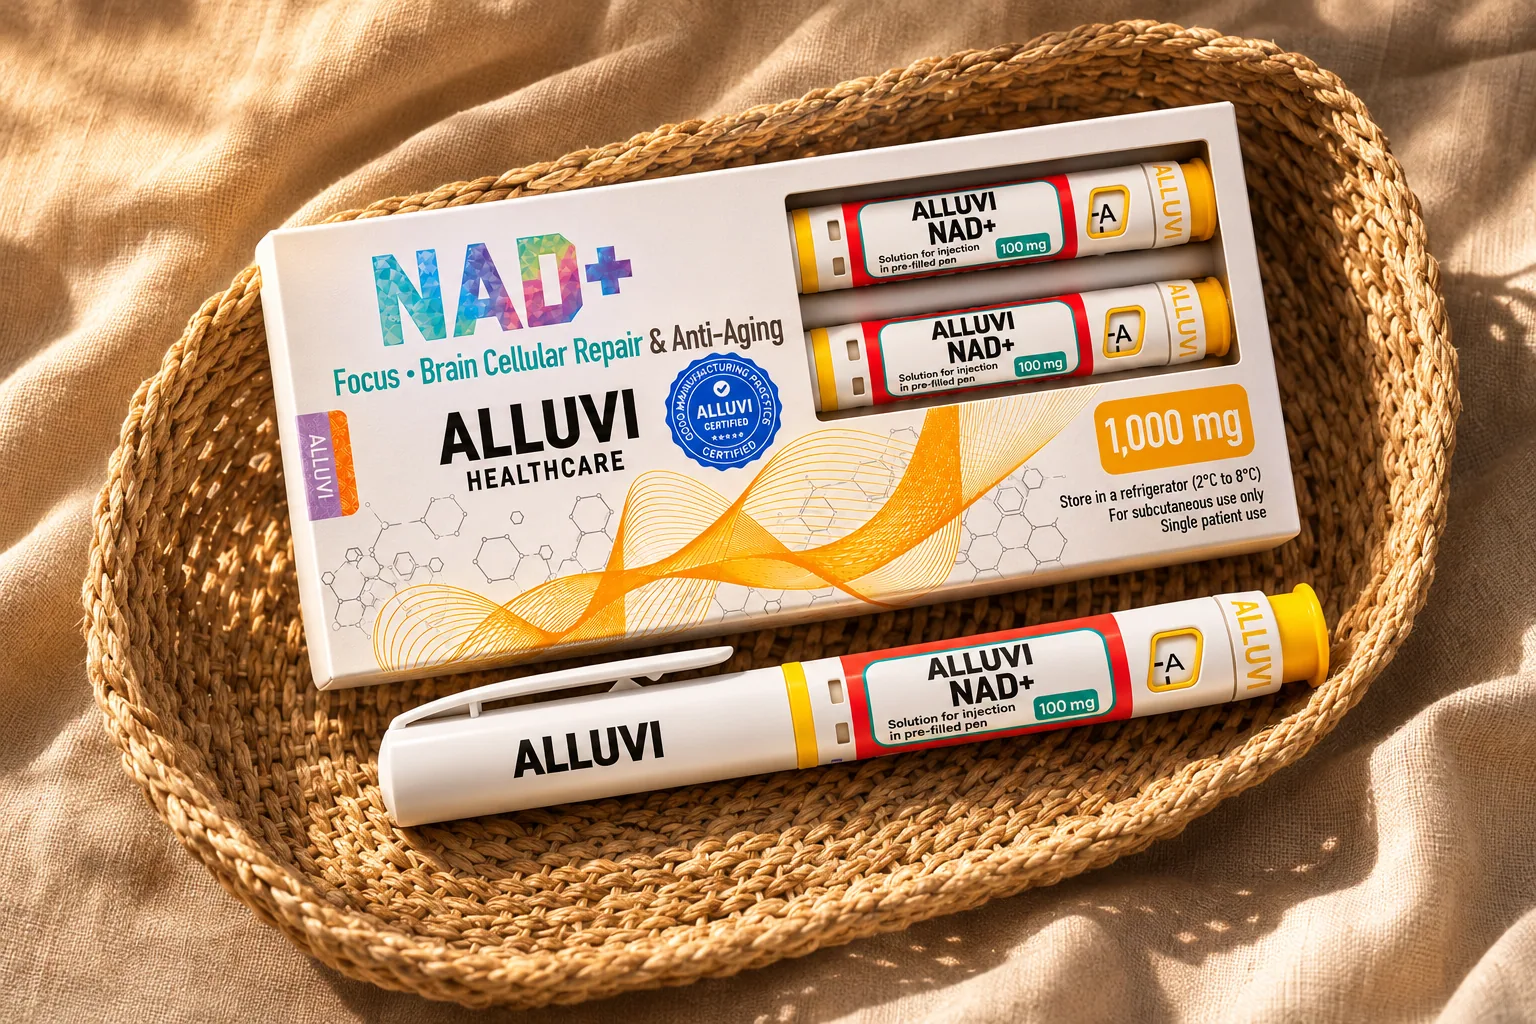 NAD+
Focus • Brain Cellular Repair & Anti-Aging
ALLUVI
HEALTHCARE
GOOD MANUFACTURING PRACTICE
ALLUVI
CERTIFIED
CERTIFIED
ALLUVI
ALLUVI
NAD+
Solution for injection
in pre-filled pen
100 mg
-A
ALLUVI
ALLUVI
NAD+
Solution for injection
in pre-filled pen
100 mg
-A
ALLUVI
1,000 mg
Store in a refrigerator (2°C to 8°C)
For subcutaneous use only
Single patient use
ALLUVI
ALLUVI
NAD+
Solution for injection
in pre-filled pen
100 mg
-A
ALLUVI